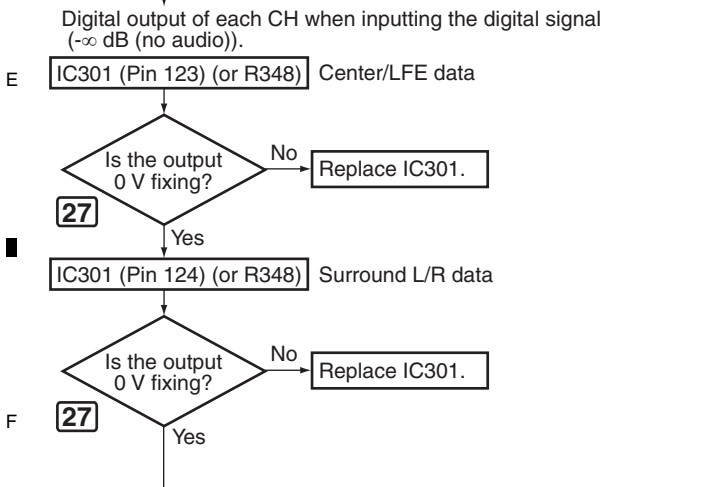 Digital output of each CH when inputting the digital signal
(-∞ dB (no audio)).
E
IC301 (Pin 123) (or R348) Center/LFE data
Is the output
0 V fixing?
No
Replace IC301.
27
Yes
IC301 (Pin 124) (or R348) Surround L/R data
Is the output
0 V fixing?
No
Replace IC301.
F
27
Yes